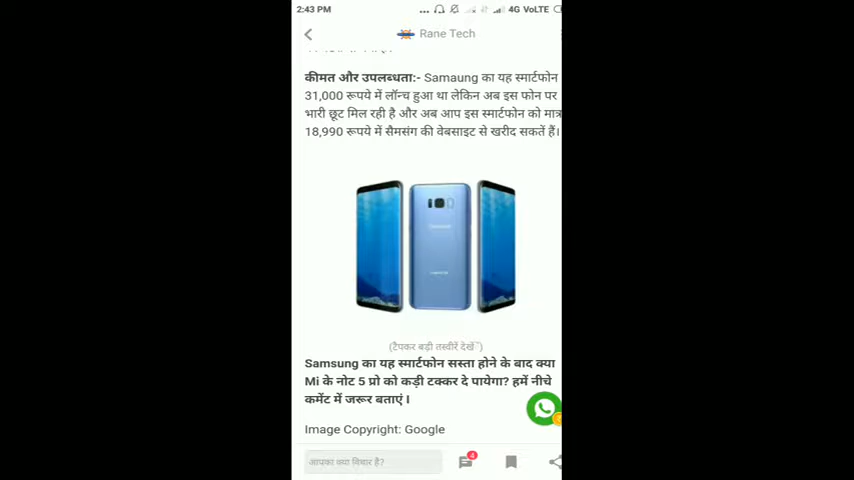 2:43 PM
4G VoLTE
Rane Tech
कीमत और उपलब्धता:- Samaung का यह स्मार्टफोन
31,000 रूपये में लॉन्च हुआ था लेकिन अब इस फोन पर
भारी छूट मिल रही है और अब आप इस स्मार्टफोन को मात्र
18,990 रूपये में सैमसंग की वेबसाइट से खरीद सकतें हैं।
(टैपकर बड़ी तस्वीरें देखें)
Samsung का यह स्मार्टफोन सस्ता होने के बाद क्या
Mi के नोट 5 प्रो को कड़ी टक्कर दे पायेगा? हमें नीचे
कमेंट में जरूर बताएं I
Image Copyright: Google
आपका क्या विचार है?
4